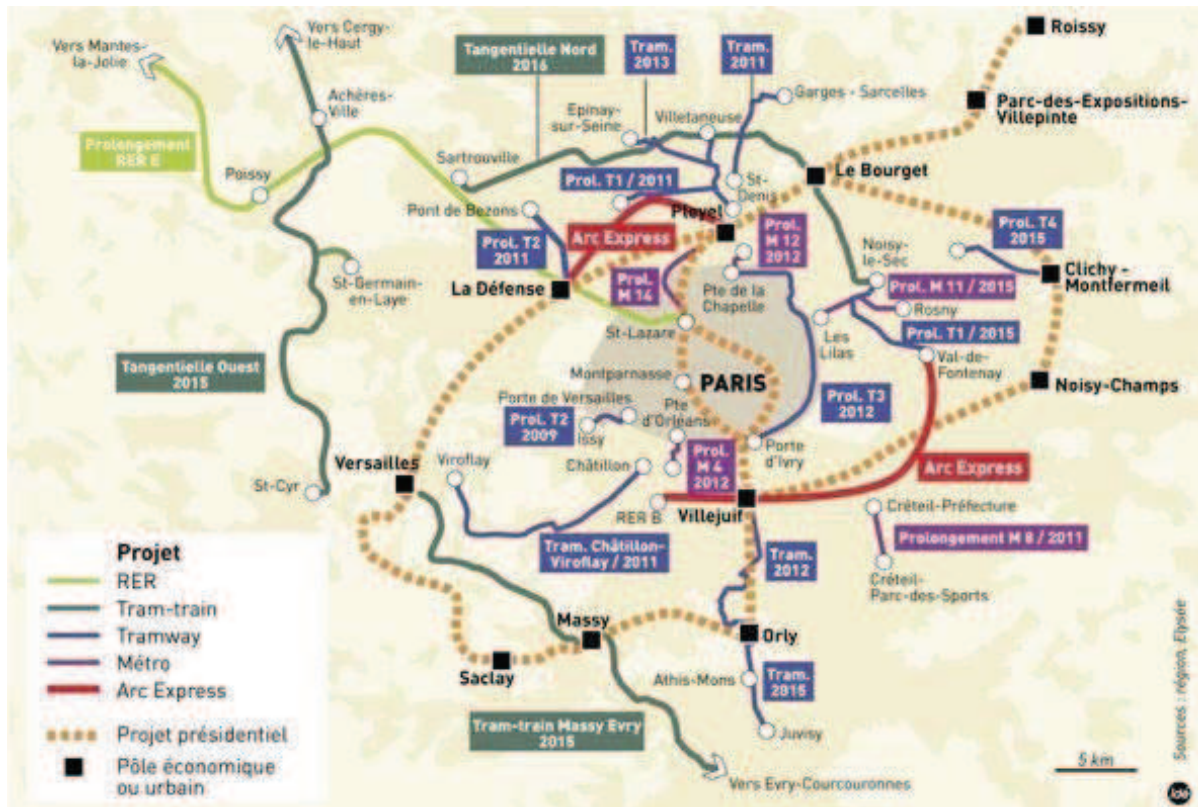 Vers Mantes-
la-Jolie
Vers Cergy-
le-Haut
Tangentielle Nord
2016
Tram.
2013
Tram.
2011
Roissy
Parc-des-Expositions-
Villepinte
Garges - Sarcelles
Achères-
Ville
Epinay-
sur-Seine
Villetaneuse
Prolongement
RER E
Poissy
Sartrouville
Le Bourget
Prol. T1 / 2011
St-
Denis
Pont de Bezons
Pleyel
Arc Express
Prol. T2
2011
Prol.
M 12
2012
Noisy-
le-Sec
Prol. T4
2015
Clichy -
Montfermeil
St-Germain-
en-Laye
La Défense
Prol.
M 14
Pte de la
Chapelle
Prol. M 11 / 2015
Rosny
St-Lazare
Les
Lilas
Prol. T1 / 2015
Val-de-
Fontenay
Tangentielle Ouest
2015
Montparnasse
PARIS
Noisy-Champs
Porte de Versailles
Pte
d'Orléans
Prol. T3
2012
Prol. T2
2009
Issy
Porte
d'Ivry
Versailles
Viroflay
Châtillon
Prol.
M 4
2012
Arc Express
St-Cyr
RER B
Villejuif
Créteil-Préfecture
Prolongement M 8 / 2011
Créteil-
Parc-des-Sports
Tram. Châtillon-
Viroflay / 2011
Tram.
2012
Massy
Orly
Saclay
Athis-Mons
Tram.
2015
Tram-train Massy Evry
2015
Juvisy
Vers Evry-Courcouronnes
Projet
RER
Tram-train
Tramway
Métro
Arc Express
Projet présidentiel
Pôle économique
ou urbain
5 km
Sources : région, Elysée
idé